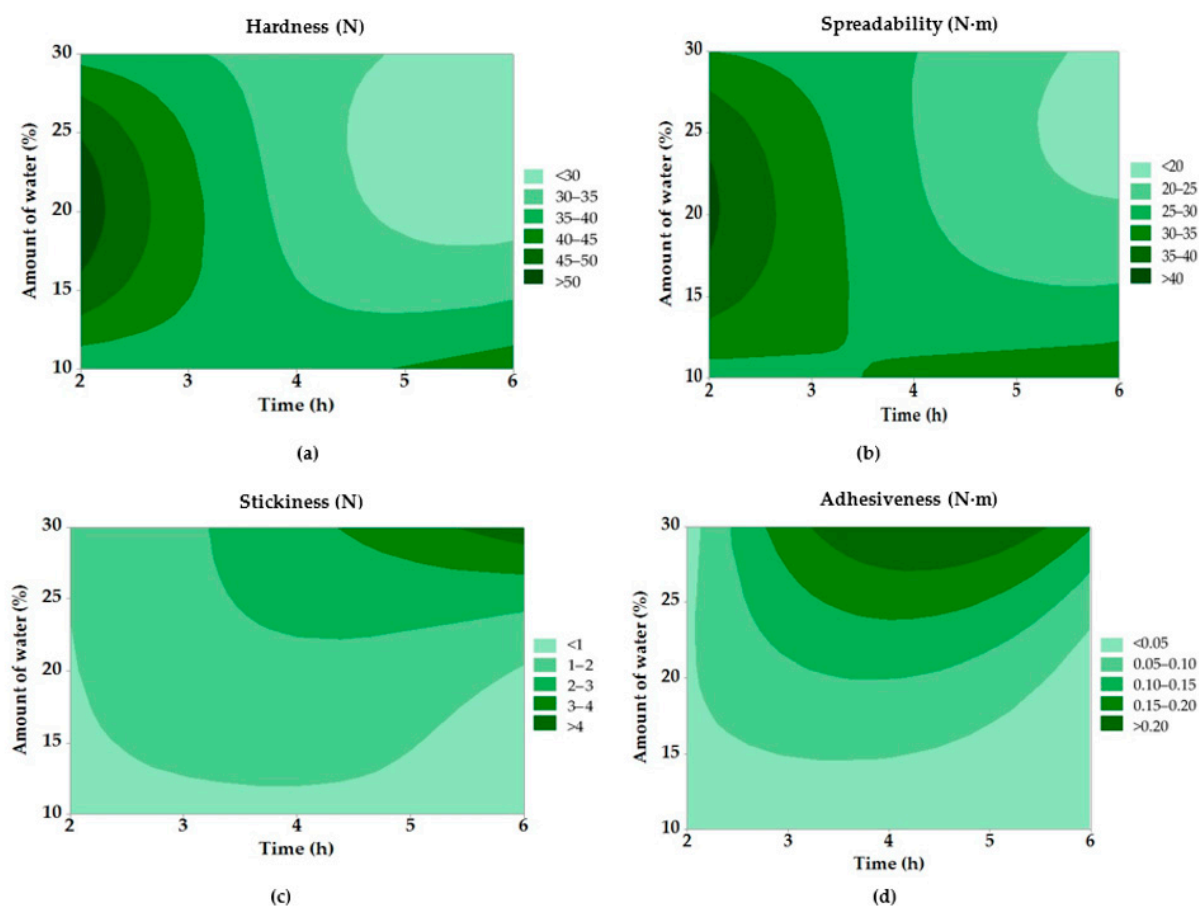 Hardness (N)
30
25
20
15
10
Amount of water (%)
2 3 4 5 6
Time (h)
<30
30–35
35–40
40–45
45–50
>50
(a)
Spreadability (N·m)
30
25
20
15
10
Amount of water (%)
2 3 4 5 6
Time (h)
<20
20–25
25–30
30–35
35–40
>40
(b)
Stickiness (N)
30
25
20
15
10
Amount of water (%)
2 3 4 5 6
Time (h)
<1
1–2
2–3
3–4
>4
(c)
Adhesiveness (N·m)
30
25
20
15
10
Amount of water (%)
2 3 4 5 6
Time (h)
<0.05
0.05–0.10
0.10–0.15
0.15–0.20
>0.20
(d)